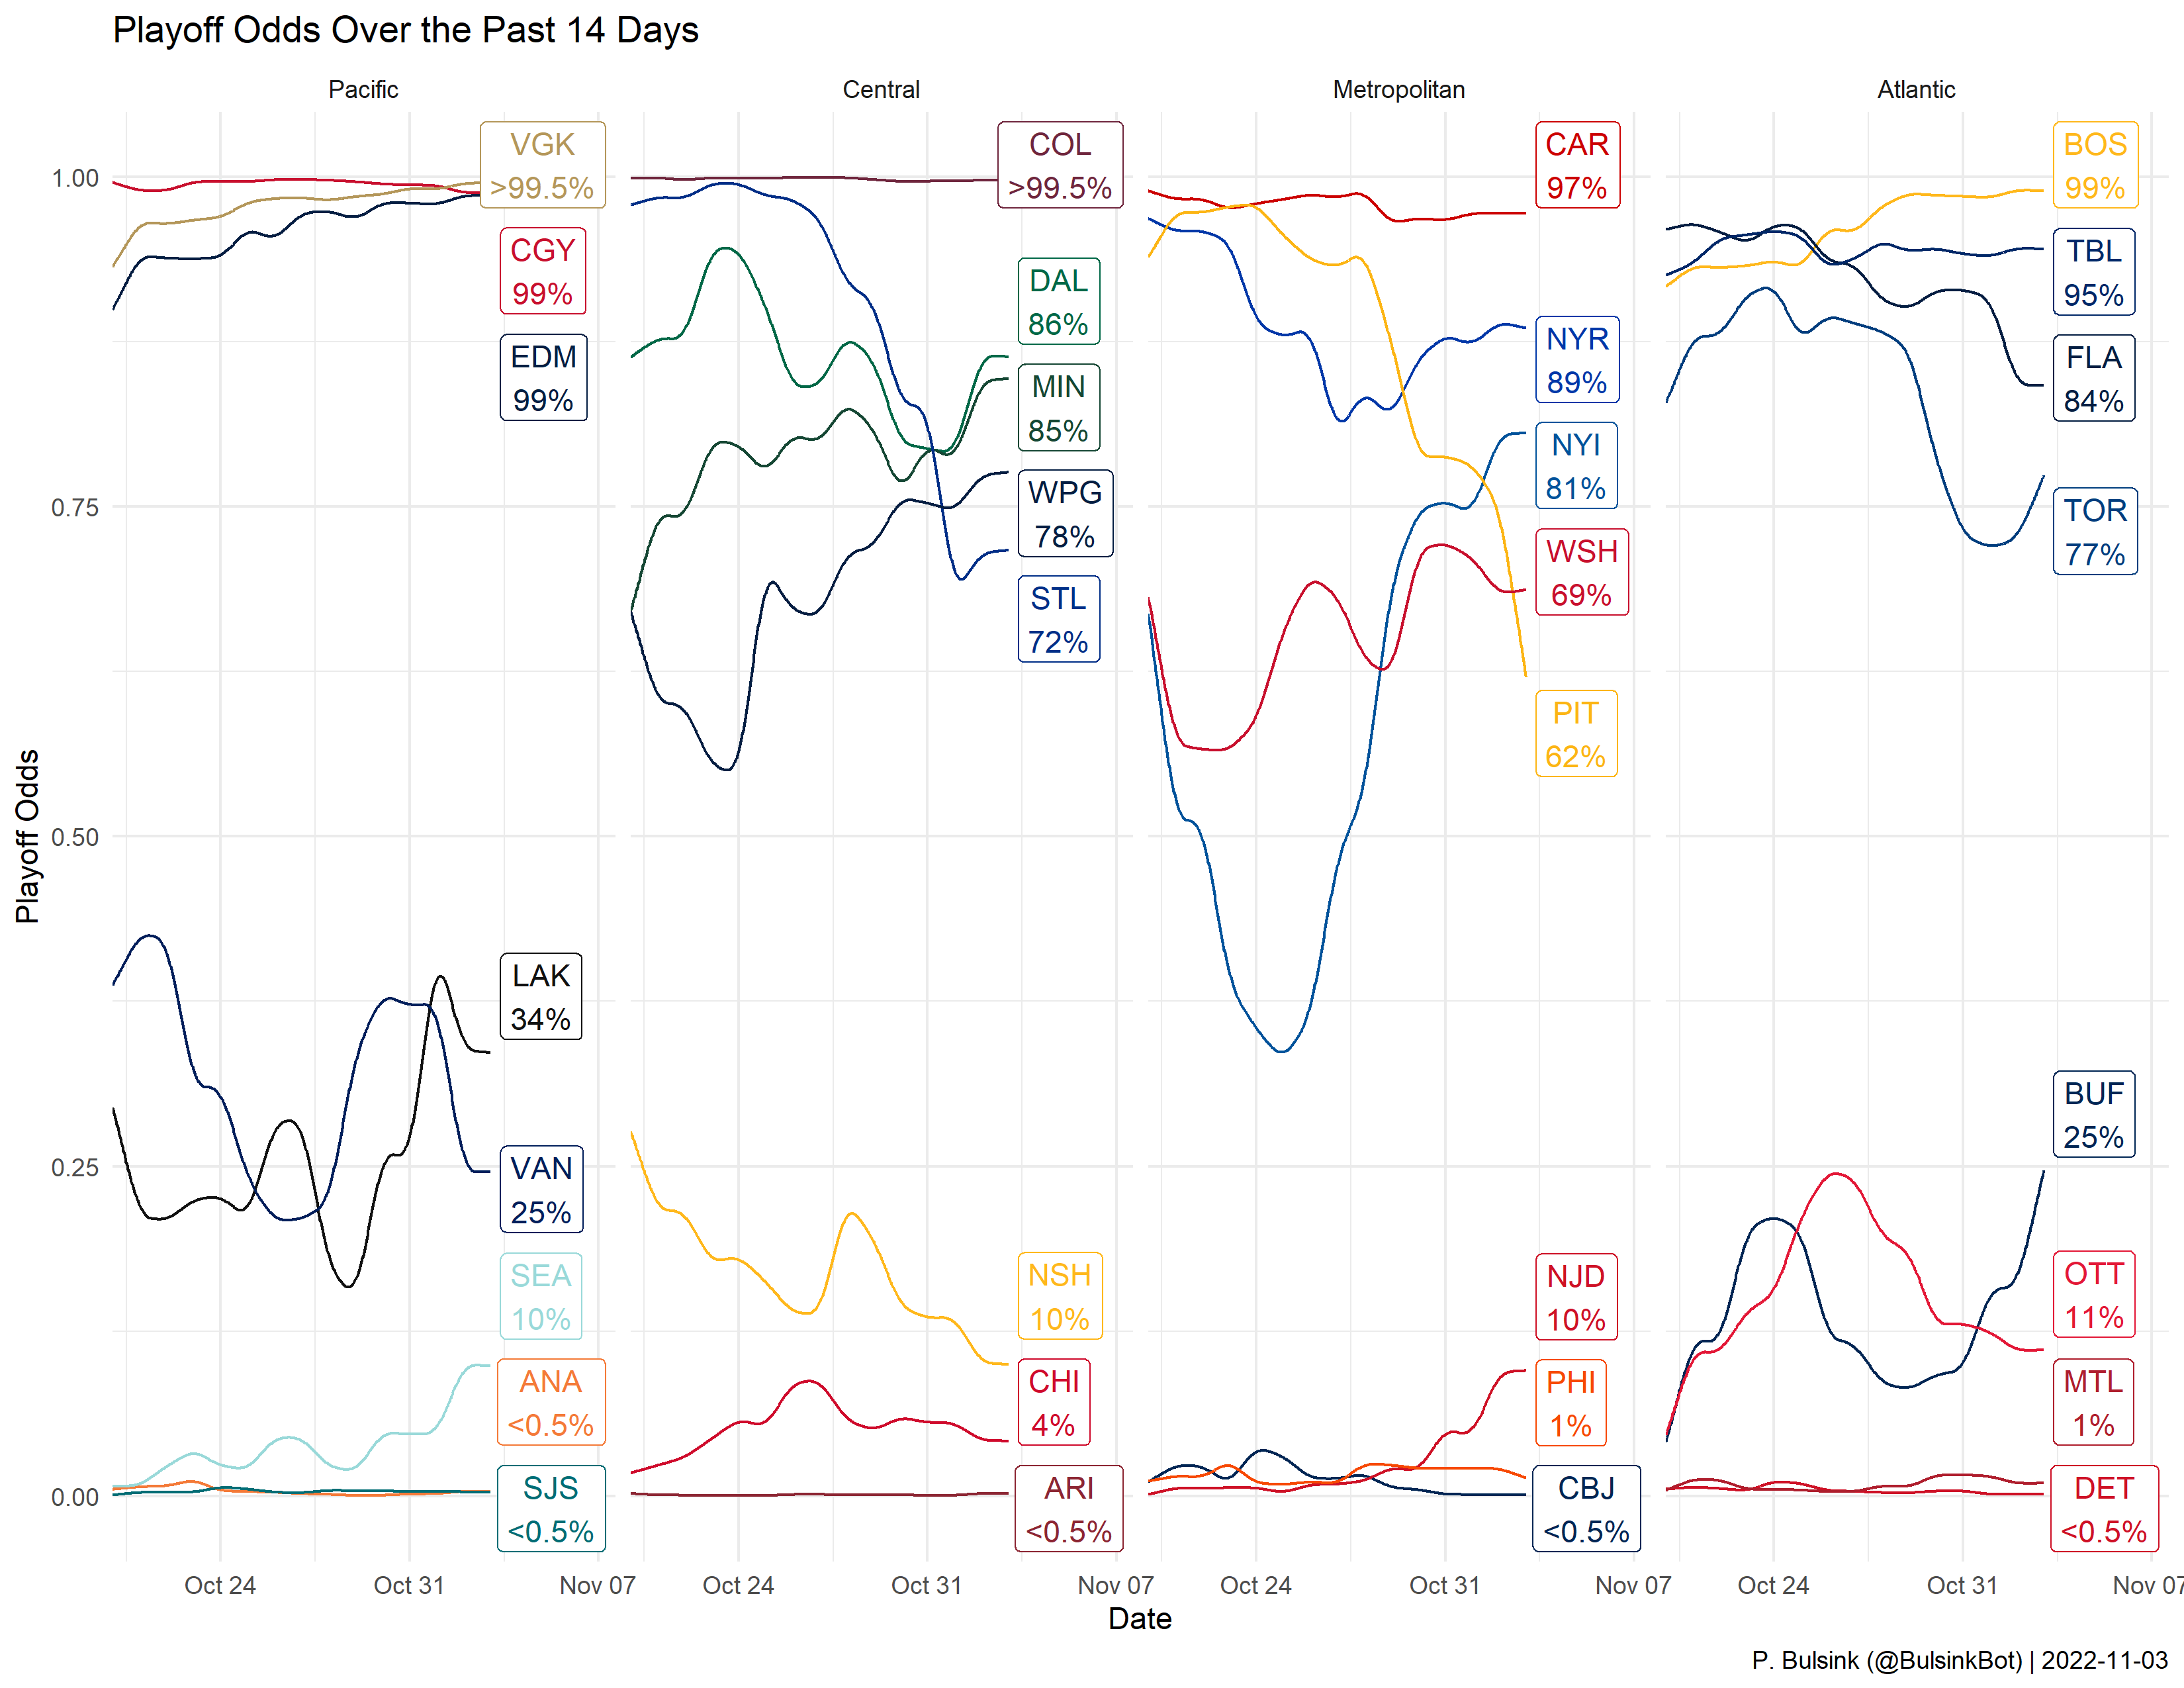 Playoff Odds Over the Past 14 Days
Pacific
Central
Metropolitan
Atlantic
Playoff Odds
1.00
0.75
0.50
0.25
0.00
VGK
>99.5%
CGY
99%
EDM
99%
LAK
34%
VAN
25%
SEA
10%
ANA
<0.5%
SJS
<0.5%
COL
>99.5%
DAL
86%
MIN
85%
WPG
78%
STL
72%
NSH
10%
CHI
4%
ARI
<0.5%
CAR
97%
NYR
89%
NYI
81%
WSH
69%
PIT
62%
NJD
10%
PHI
1%
CBJ
<0.5%
BOS
99%
TBL
95%
FLA
84%
TOR
77%
BUF
25%
OTT
11%
MTL
1%
DET
<0.5%
Oct 24 Oct 31 Nov 07 Oct 24 Oct 31 Nov 07 Oct 24 Oct 31 Nov 07 Oct 24 Oct 31 Nov 07
Date
P. Bulsink (@BulsinkBot) | 2022-11-03